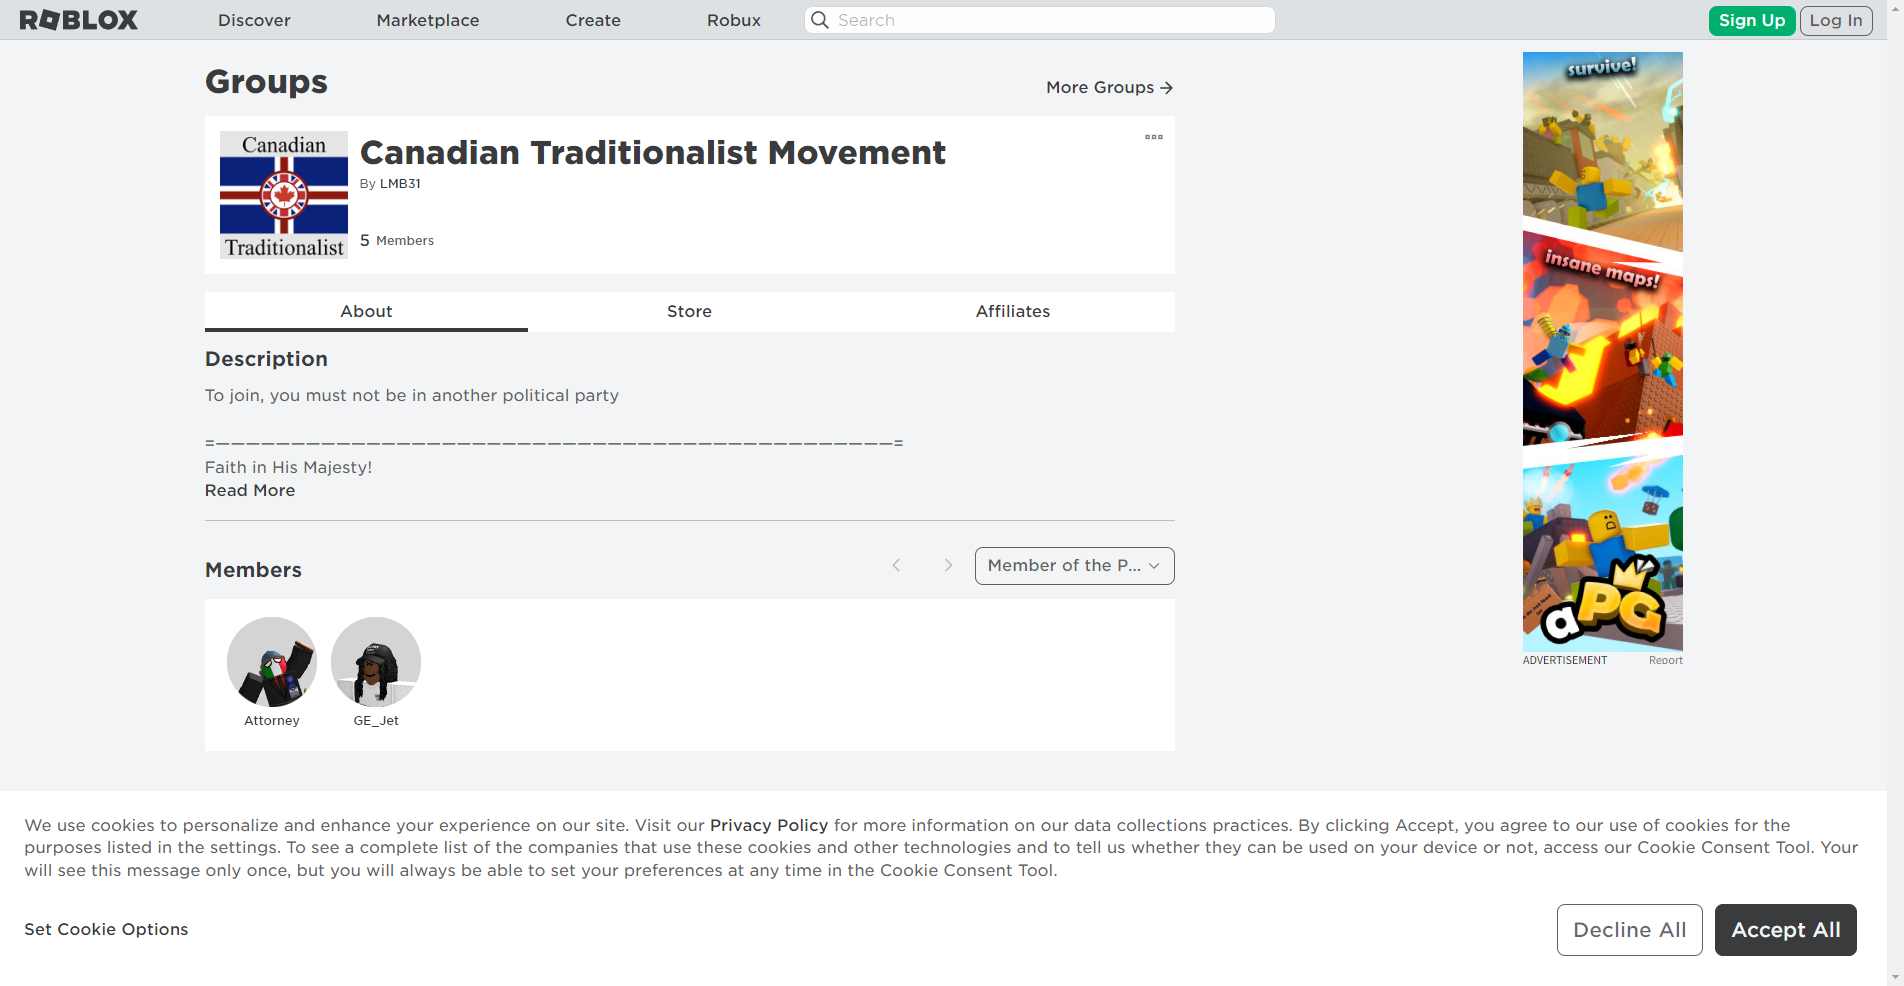 ROBLOX
Discover
Marketplace
Create
Robux
Search
Sign Up
Log In
Groups
More Groups
Canadian
Traditionalist
Canadian Traditionalist Movement
By LMB31
5 Members
About
Store
Affiliates
Description
To join, you must not be in another political party
=—————————————————————————————————————————————=
Faith in His Majesty!
Read More
Members
Member of the P...
Attorney
GE_Jet
survive!
insane maps!
aPG
ADVERTISEMENT
Report
We use cookies to personalize and enhance your experience on our site. Visit our Privacy Policy for more information on our data collections practices. By clicking Accept, you agree to our use of cookies for the
purposes listed in the settings. To see a complete list of the companies that use these cookies and other technologies and to tell us whether they can be used on your device or not, access our Cookie Consent Tool. Your
will see this message only once, but you will always be able to set your preferences at any time in the Cookie Consent Tool.
Set Cookie Options
Decline All
Accept All